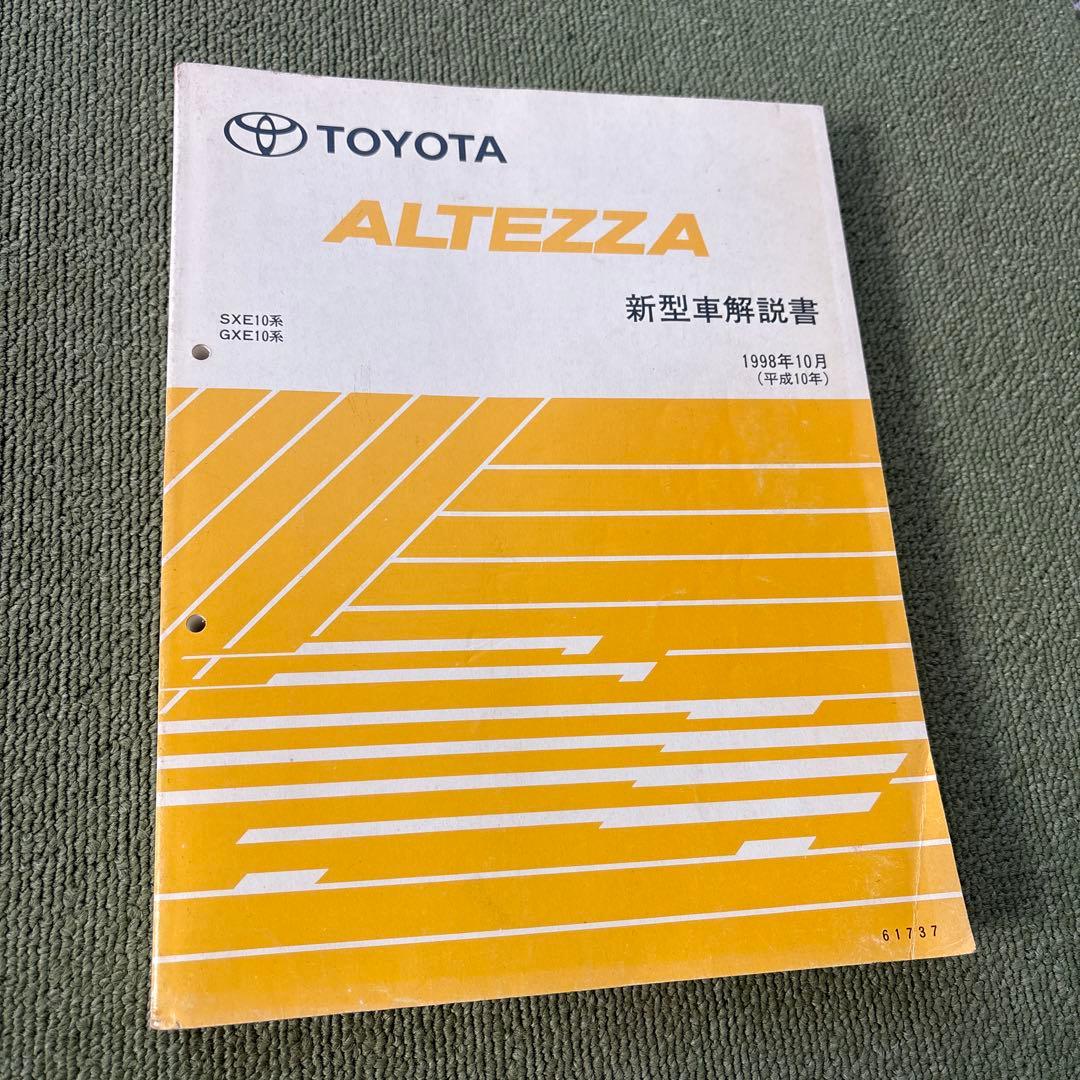 TOYOTA
ALTEZZA
SXE10系
GXE10系
新型車解説書
1998年10月
(平成10年)
61737